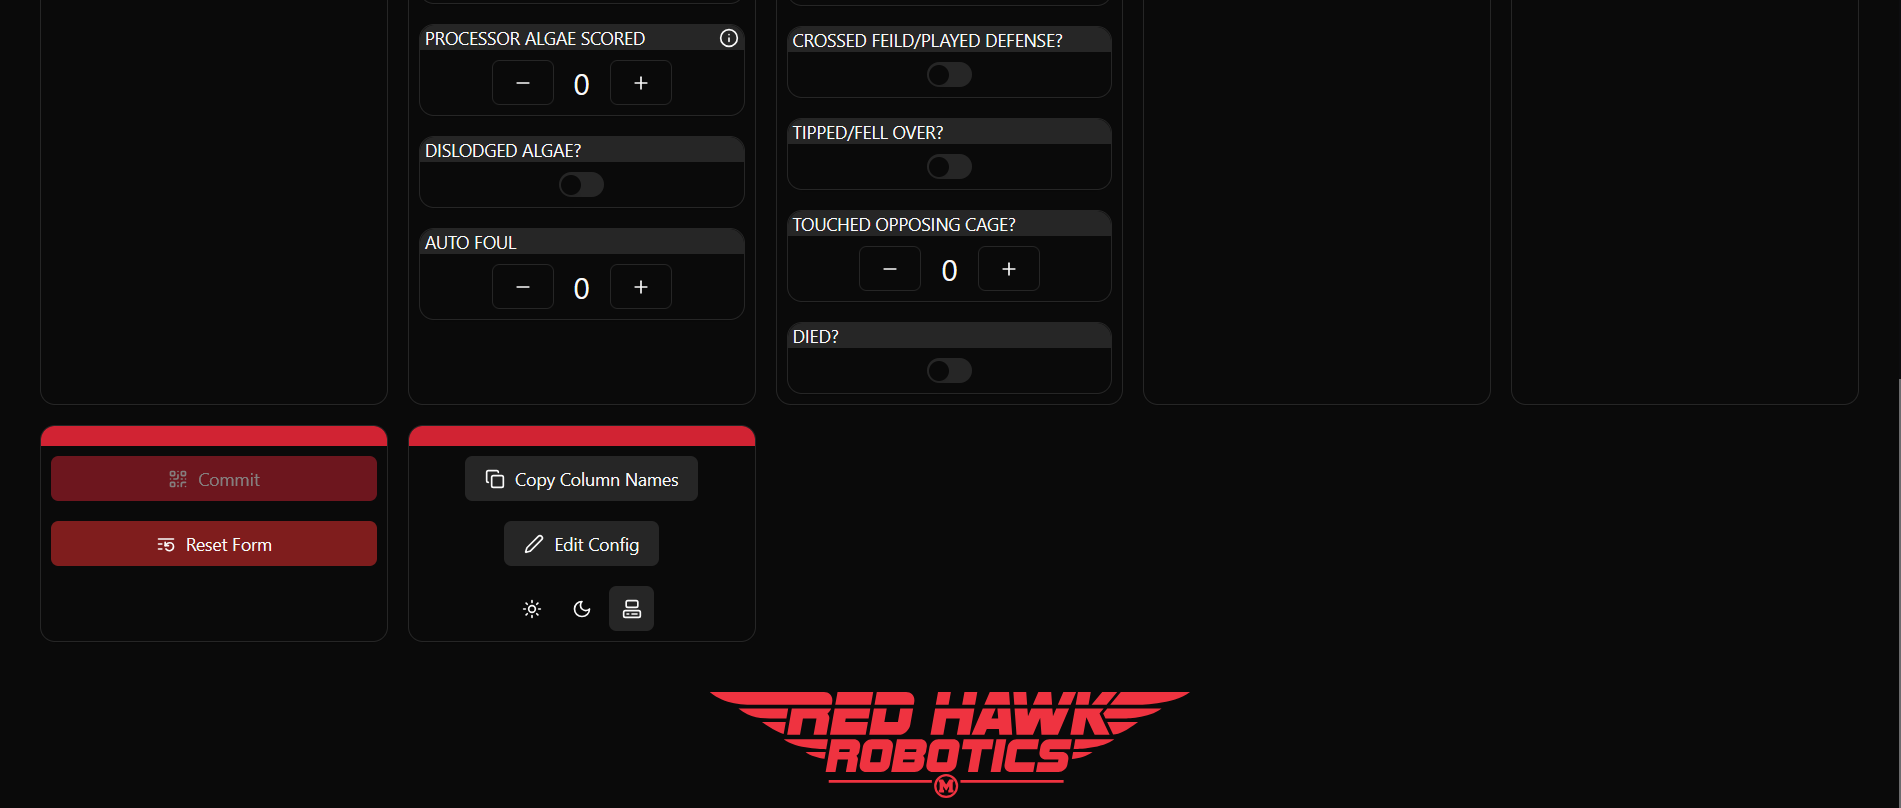 PROCESSOR ALGAE SCORED
0
DISLODGED ALGAE?
AUTO FOUL
0
CROSSED FEILD/PLAYED DEFENSE?
TIPPED/FELL OVER?
TOUCHED OPPOSING CAGE?
0
DIED?
Commit
Reset Form
Copy Column Names
Edit Config
RED HAWK
ROBOTICS
M